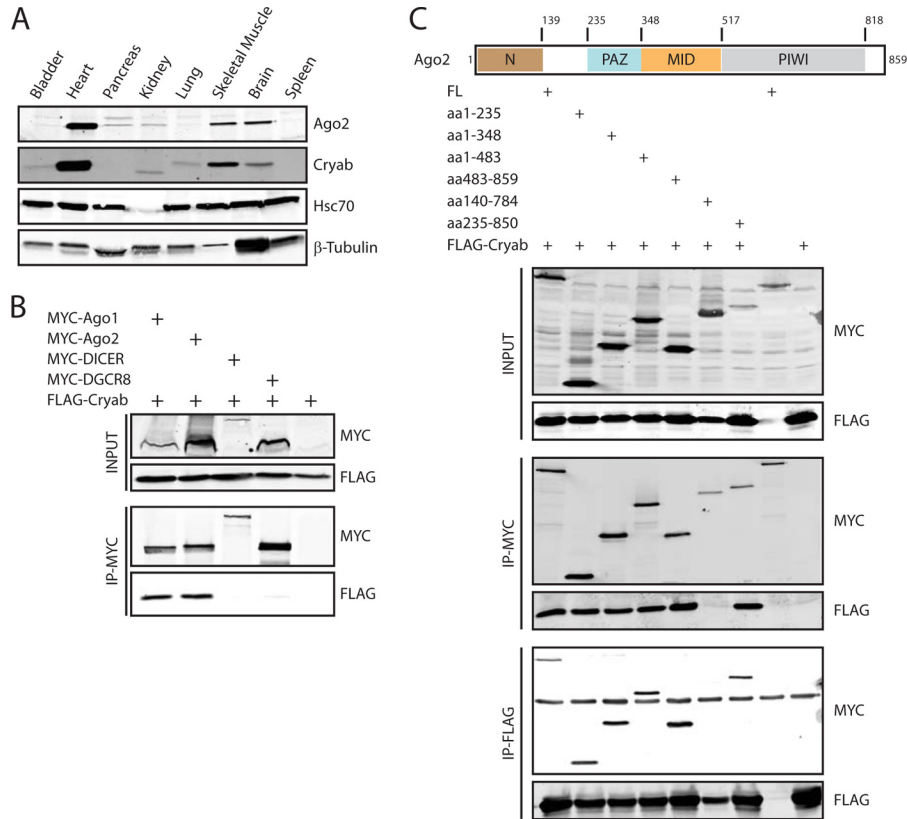 A
Bladder
Heart
Pancreas
Kidney
Lung
Skeletal Muscle
Brain
Spleen
Ago2
Cryab
Hsc70
β-Tubulin
B
MYC-Ago1 +
MYC-Ago2 +
MYC-DICER +
MYC-DGCR8 +
FLAG-Cryab + + + + +
INPUT
MYC
FLAG
IP-MYC
MYC
FLAG
C
139 235 348 517 818
Ago2 1 N PAZ MID PIWI 859
FL + +
aa1-235 +
aa1-348 +
aa1-483 +
aa483-859 +
aa140-784 +
aa235-850 +
FLAG-Cryab + + + + + + + +
INPUT
MYC
FLAG
IP-MYC
MYC
FLAG
IP-FLAG
MYC
FLAG